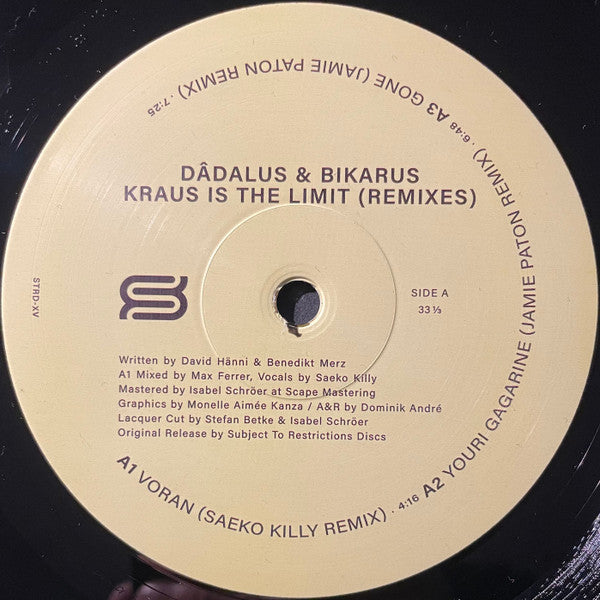 DÂDALUS & BIKARUS
KRAUS IS THE LIMIT (REMIXES)
STRD-XV
SIDE A
33 ⅓
Written by David Hänni & Benedikt Merz
A1 Mixed by Max Ferrer, Vocals by Saeko Killy
Mastered by Isabel Schröer at Scape Mastering
Graphics by Monelle Aimée Kanza / A&R by Dominik André
Lacquer Cut by Stefan Betke & Isabel Schröer
Original Release by Subject To Restrictions Discs
A1 VORAN (SAEKO KILLY REMIX) . 4:16
A2 YOURI GAGARINE (JAMIE PATON REMIX) . 6:48
A3 GONE (JAMIE PATON REMIX) . 7:25